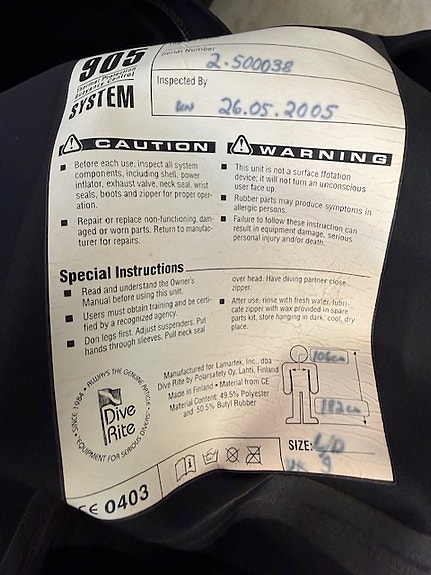 905
Thermal Protection
Buoyancy Control
SYSTEM
Serial Number
2.500038
Inspected By
26.05.2005
CAUTION
Before each use, inspect all system
components, including shell, power
inflator, exhaust valve, neck seal, wrist
seals, boots and zipper for proper oper-
ation.
Repair or replace non-functioning, dam-
aged or worn parts. Return to manufac-
turer for repairs.
WARNING
This unit is not a surface flotation
device; it will not turn an unconscious
user face up.
Rubber parts may produce symptoms in
allergic persons.
Failure to follow these instructions can
result in equipment damage, serious
personal injury and/or death.
Special Instructions
Read and understand the Owner's
Manual before using this unit.
Users must obtain training and be certi-
fied by a recognized agency.
Don legs first. Adjust suspenders. Put
hands through sleeves. Pull neck seal
over head. Have diving partner close
zipper.
After use, rinse with fresh water, lubri-
cate zipper with wax provided in spare
parts kit, store hanging in dark, cool, dry
place.
SINCE 1984 • ALWAYS THE GENUINE ARTICLE • EQUIPMENT FOR SERIOUS DIVERS •
Dive
Rite
Manufactured for Lamartek, Inc., dba
Dive Rite by Polarsafety Oy, Lahti, Finland
Made in Finland • Material from CE
Material Content: 49.5% Polyester
and 50.5% Butyl Rubber
106cm
182cm
SIZE: L/D
9
CE 0403